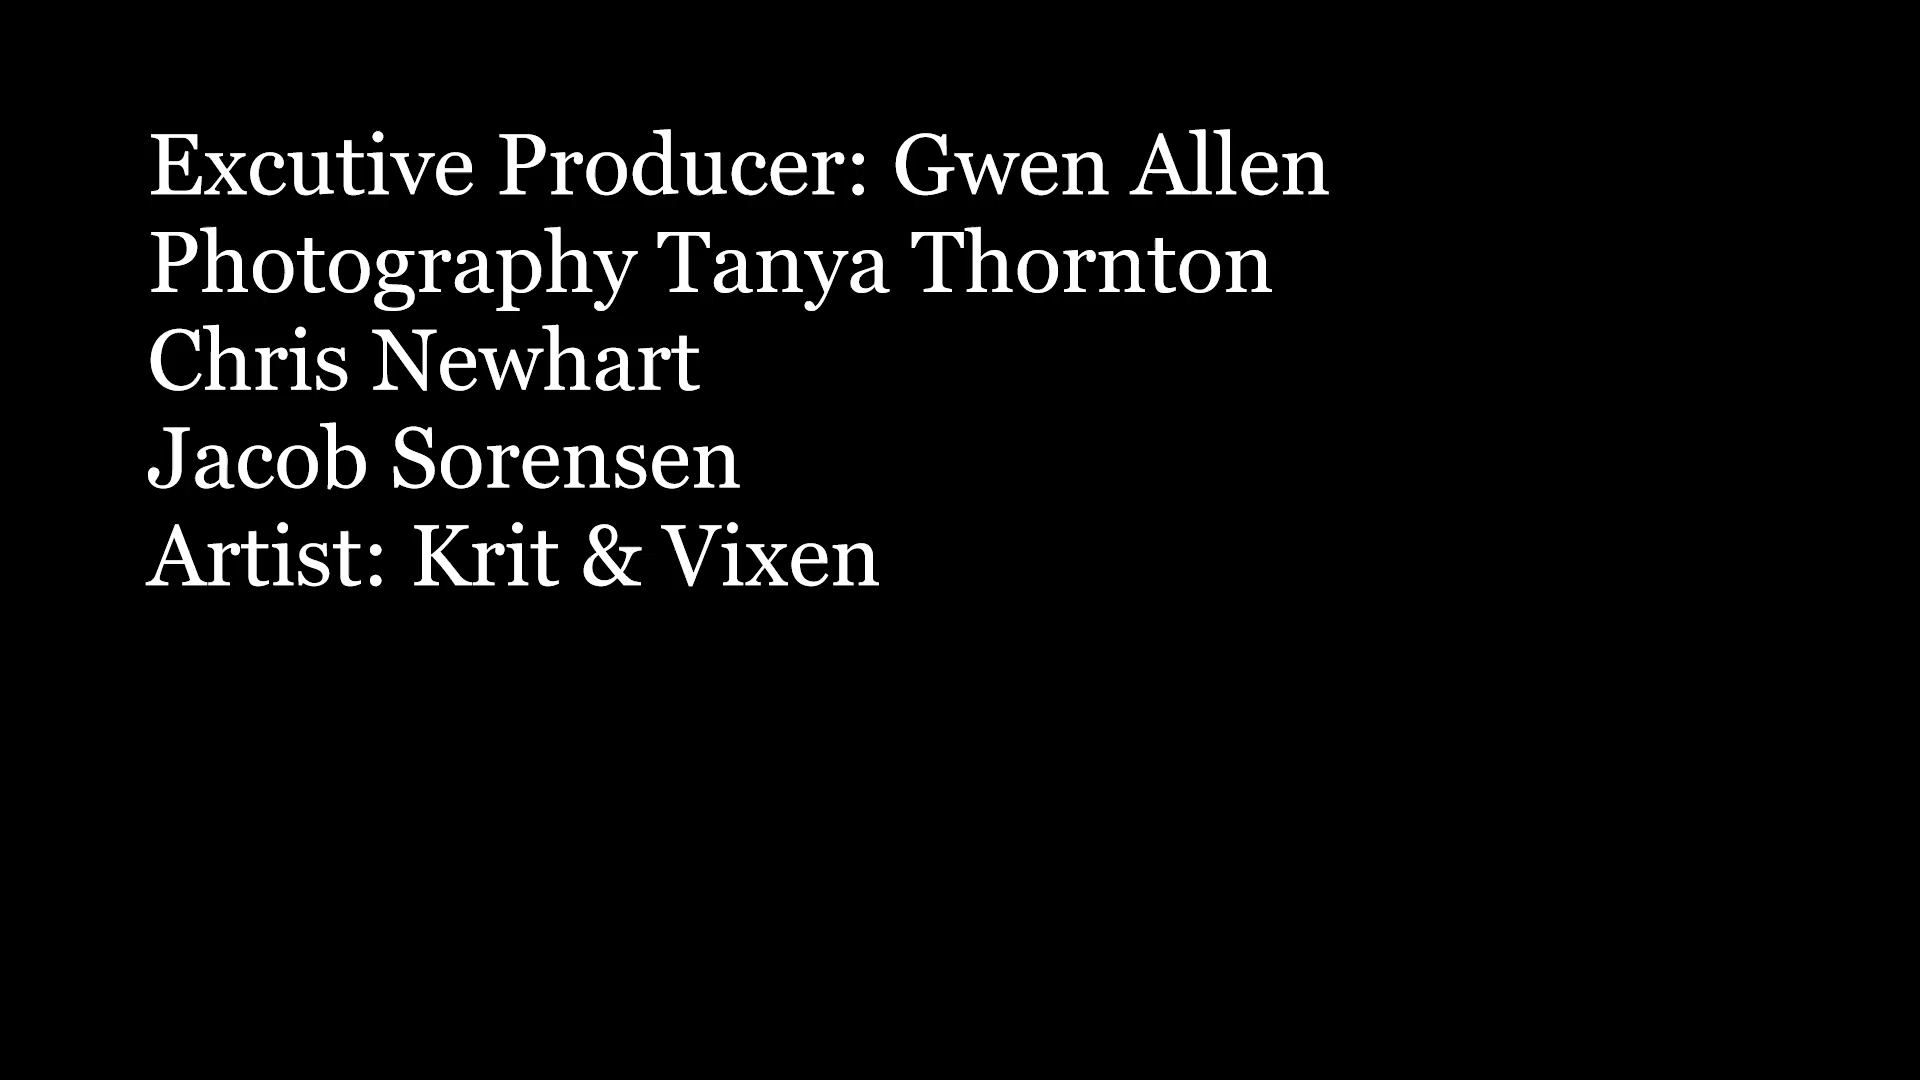 Excutive Producer: Gwen Allen
Photography Tanya Thornton
Chris Newhart
Jacob Sorensen
Artist: Krit & Vixen